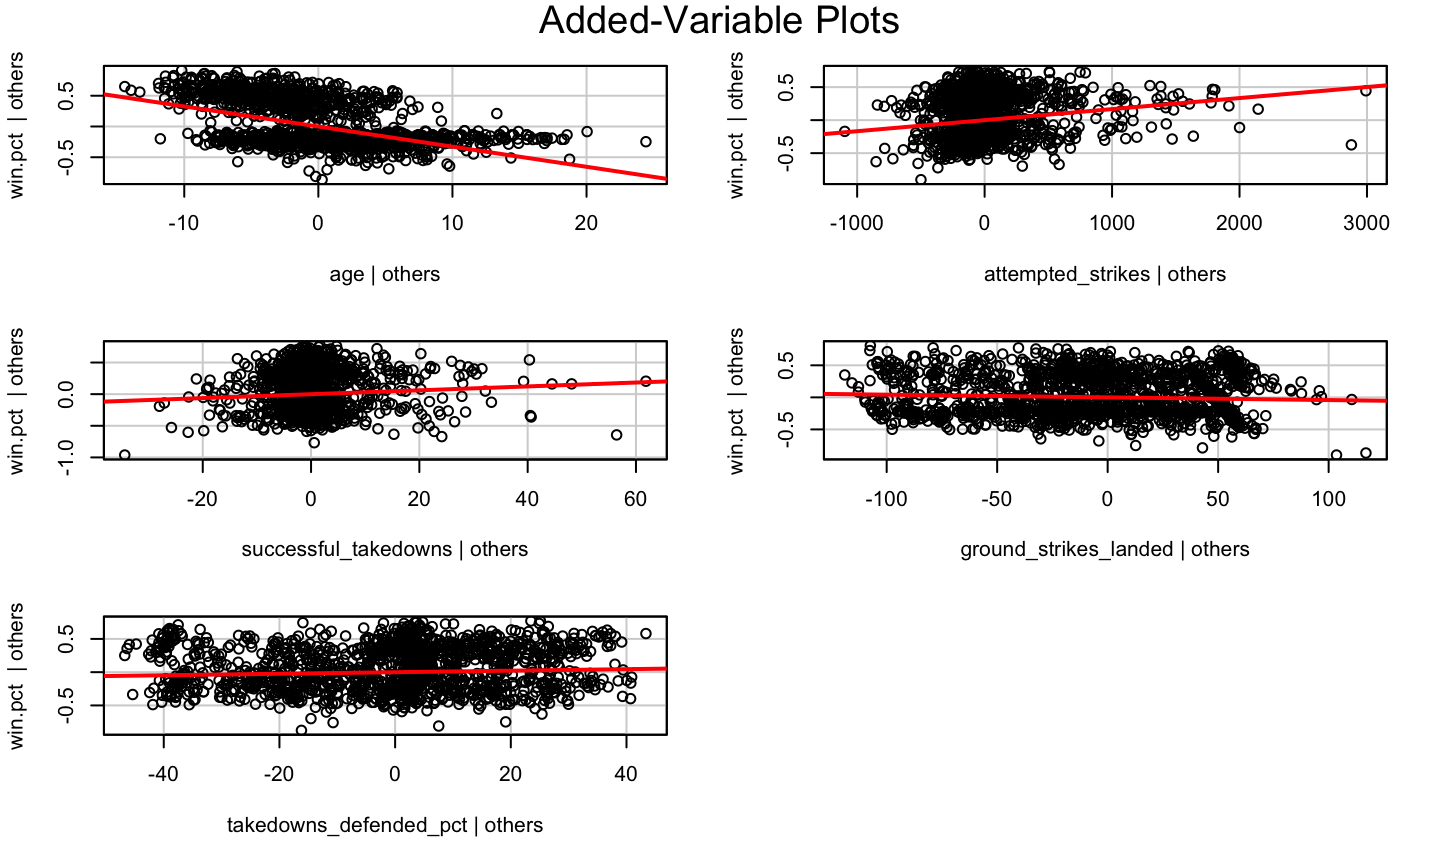 Added-Variable Plots
win.pct | others
0.5
-0.5
-10 0 10 20
age | others
win.pct | others
0.5
-0.5
-1000 0 1000 2000 3000
attempted_strikes | others
win.pct | others
0.0
-1.0
-20 0 20 40 60
successful_takedowns | others
win.pct | others
0.5
-0.5
-100 -50 0 50 100
ground_strikes_landed | others
win.pct | others
0.5
-0.5
-40 -20 0 20 40
takedowns_defended_pct | others